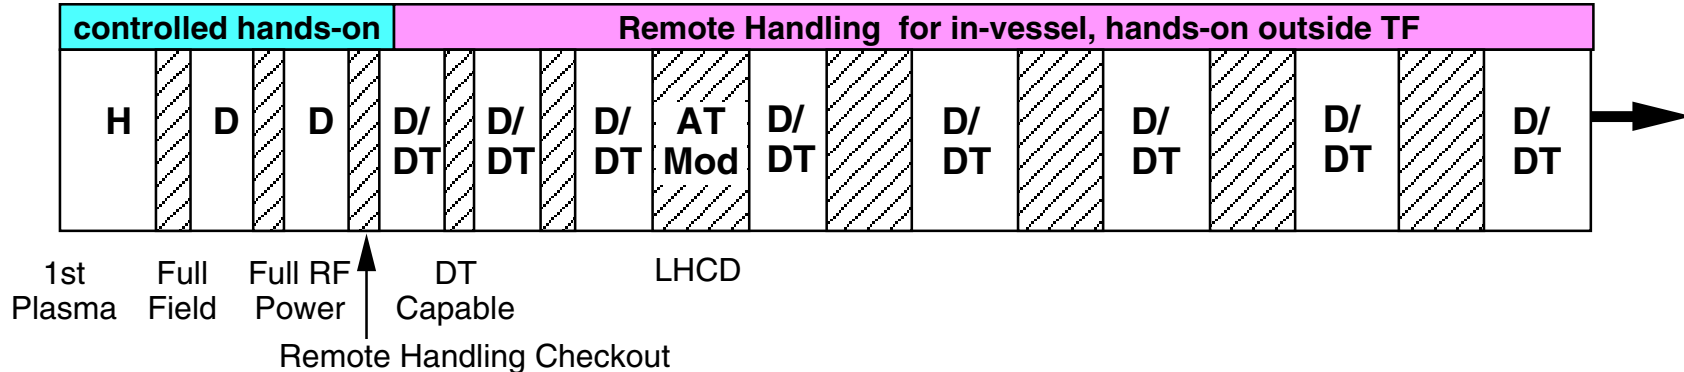 controlled hands-on
Remote Handling for in-vessel, hands-on outside TF
H
D
D
D/
DT
D/
DT
D/
DT
AT
Mod
D/
DT
D/
DT
D/
DT
D/
DT
D/
DT
1st
Plasma
Full
Field
Full RF
Power
DT
Capable
LHCD
Remote Handling Checkout